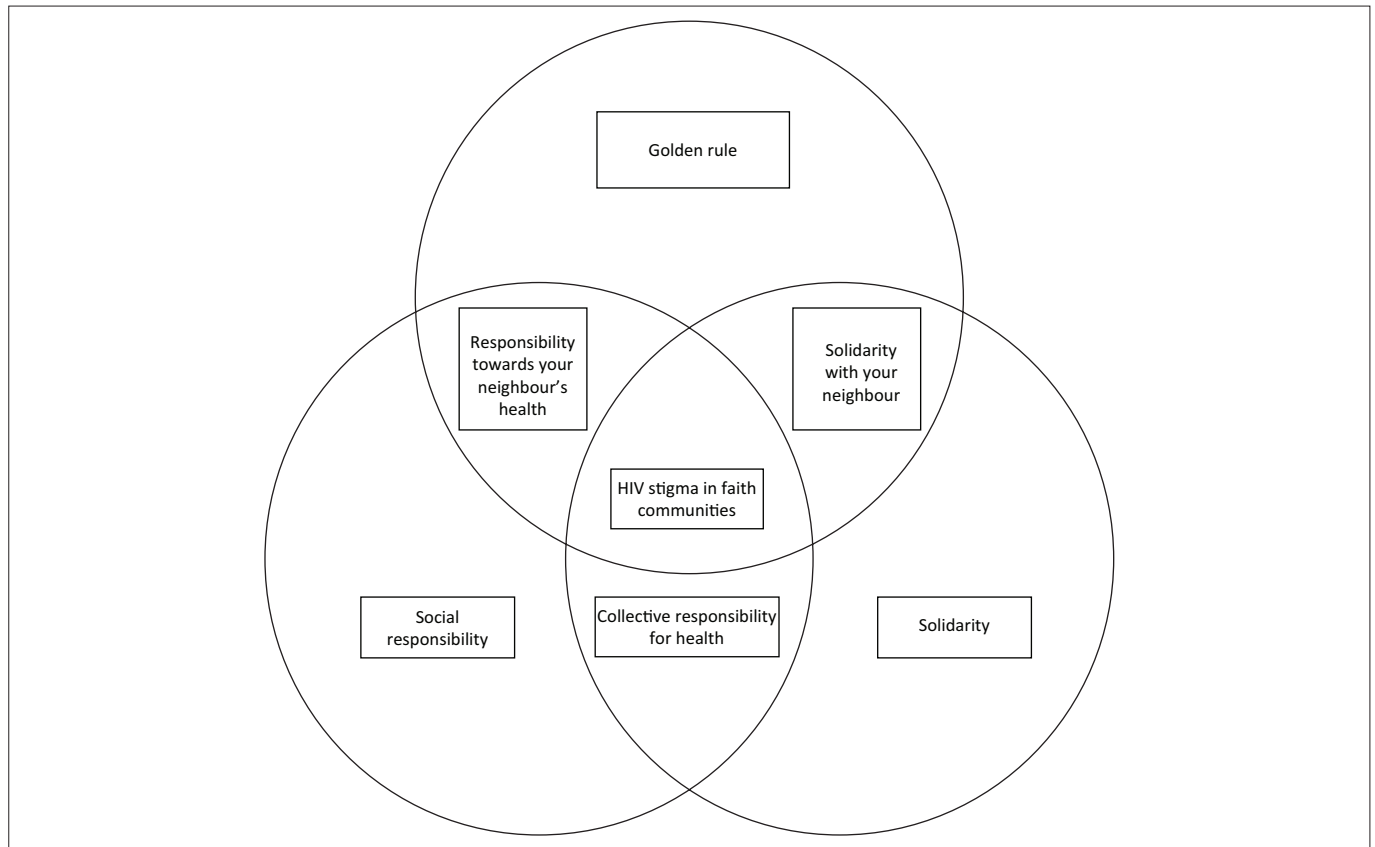 Golden rule
Responsibility
towards your
neighbour's
health
Solidarity
with your
neighbour
HIV stigma in faith
communities
Social
responsibility
Collective responsibility
for health
Solidarity